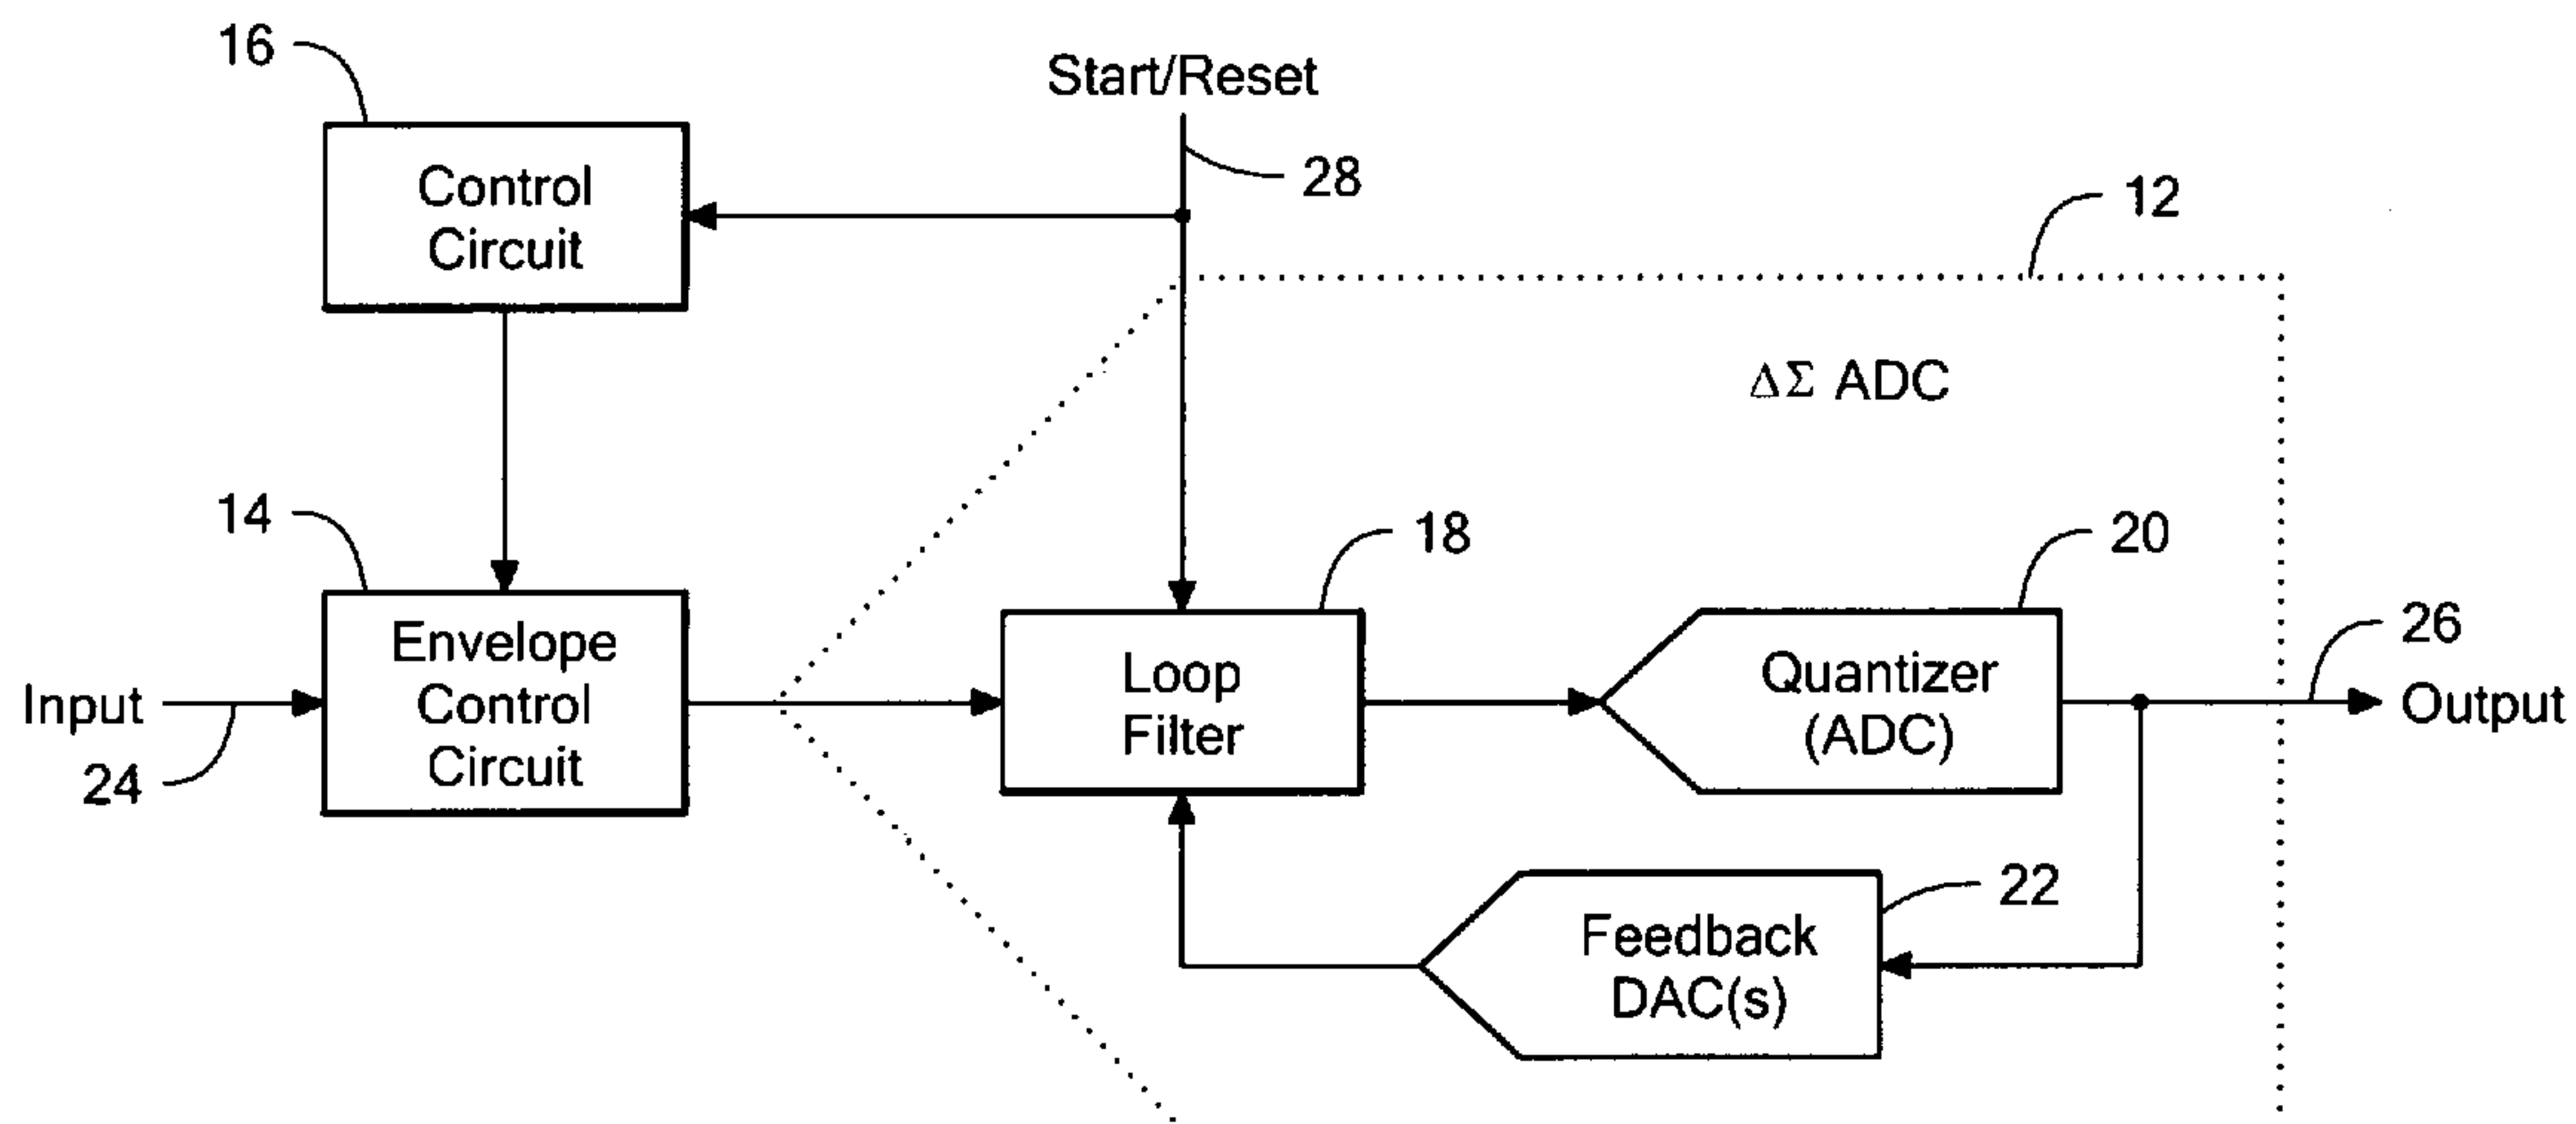 16
Start/Reset
28
Control
Circuit
12
ΔΣ ADC
14
18
20
Envelope
Control
Circuit
Input
24
Loop
Filter
Quantizer
(ADC)
26
Output
22
Feedback
DAC(s)